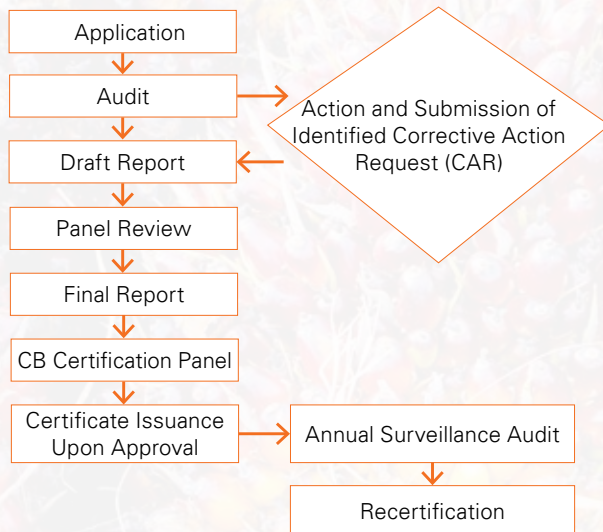 Application
Audit
Action and Submission of
Identified Corrective Action
Request (CAR)
Draft Report
Panel Review
Final Report
CB Certification Panel
Certificate Issuance
Upon Approval
Annual Surveillance Audit
Recertification